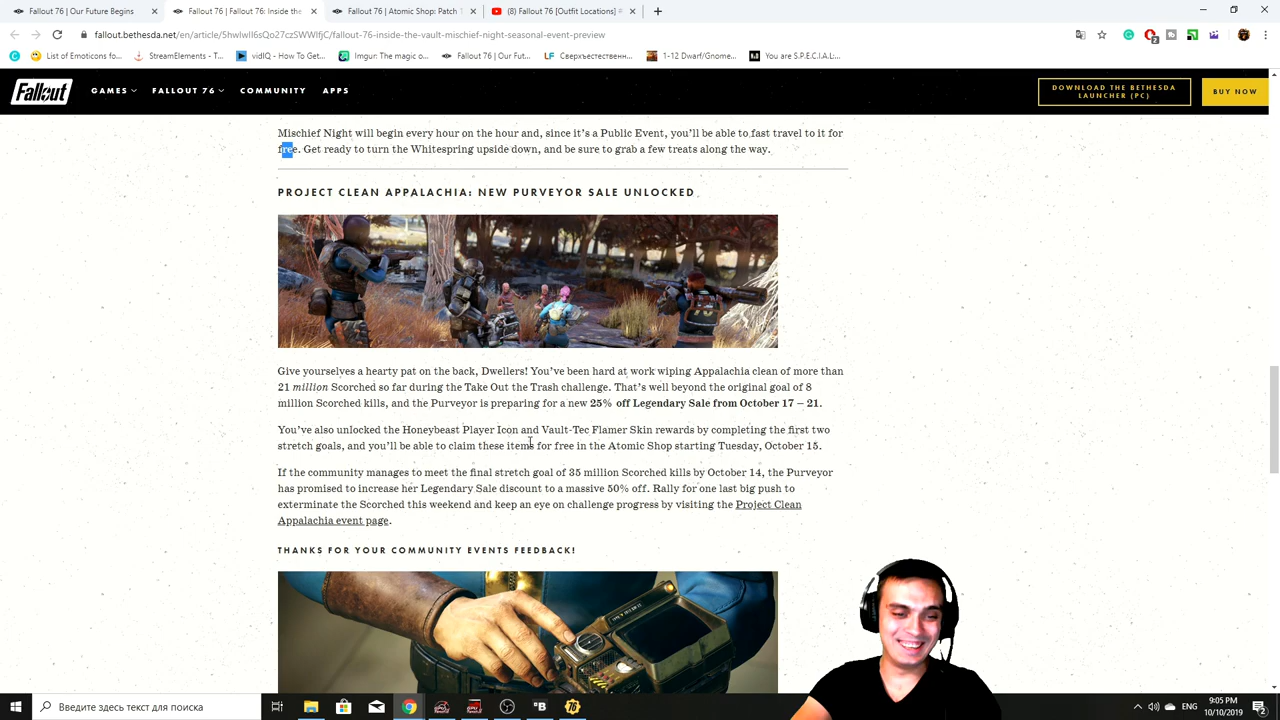 Fallout 76 | Our Future Begins
Fallout 76 | Fallout 76: Inside th
Fallout 76 | Atomic Shop: Patch 1
(8) Fallout 76 [Outfit Locations] #
fallout.bethesda.net/en/article/5hwlwIl6sQo27czSWWIfjC/fallout-76-inside-the-vault-mischief-night-seasonal-event-preview
List of Emoticons fo...
StreamElements - T...
vidIQ - How To Get...
Imgur: The magic o...
Fallout 76 | Our Fut...
Сверхъестественн...
1-12 Dwarf/Gnome...
You are S.P.E.C.I.A.L:...
Fallout
GAMES
FALLOUT 76
COMMUNITY
APPS
DOWNLOAD THE BETHESDA
LAUNCHER (PC)
BUY NOW
Mischief Night will begin every hour on the hour and, since it's a Public Event, you'll be able to fast travel to it for
free. Get ready to turn the Whitespring upside down, and be sure to grab a few treats along the way.
PROJECT CLEAN APPALACHIA: NEW PURVEYOR SALE UNLOCKED
Give yourselves a hearty pat on the back, Dwellers! You've been hard at work wiping Appalachia clean of more than
21 million Scorched so far during the Take Out the Trash challenge. That's well beyond the original goal of 8
million Scorched kills, and the Purveyor is preparing for a new 25% off Legendary Sale from October 17 – 21.
You've also unlocked the Honeybeast Player Icon and Vault-Tec Flamer Skin rewards by completing the first two
stretch goals, and you'll be able to claim these items for free in the Atomic Shop starting Tuesday, October 15.
If the community manages to meet the final stretch goal of 35 million Scorched kills by October 14, the Purveyor
has promised to increase her Legendary Sale discount to a massive 50% off. Rally for one last big push to
exterminate the Scorched this weekend and keep an eye on challenge progress by visiting the Project Clean
Appalachia event page.
THANKS FOR YOUR COMMUNITY EVENTS FEEDBACK!
Введите здесь текст для поиска
ENG
9:05 PM
10/10/2019